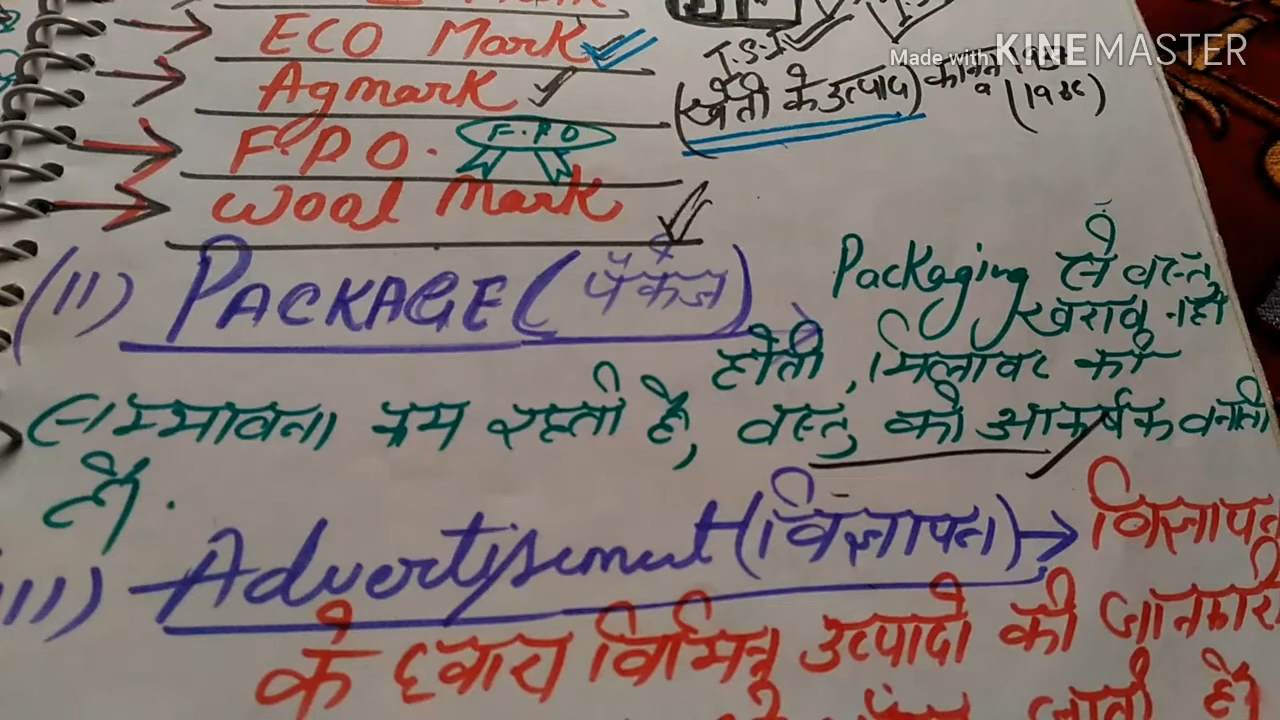 ECO Mark
Agmark
(खेती के उत्पाद)
F.P.O. F.P.O
Wool Mark
Made with KINEMASTER
(II) PACKAGE (पैकेज)
Packaging से वस्तु
खराब नही
होती, मिलावट की
सम्भावना कम रहती है, वस्तु को आकर्षक बनाती
है.
III) Advertisement (विज्ञापन) → विज्ञापन
के द्वारा विभिन्न उत्पादो की जानकारी
जाती है